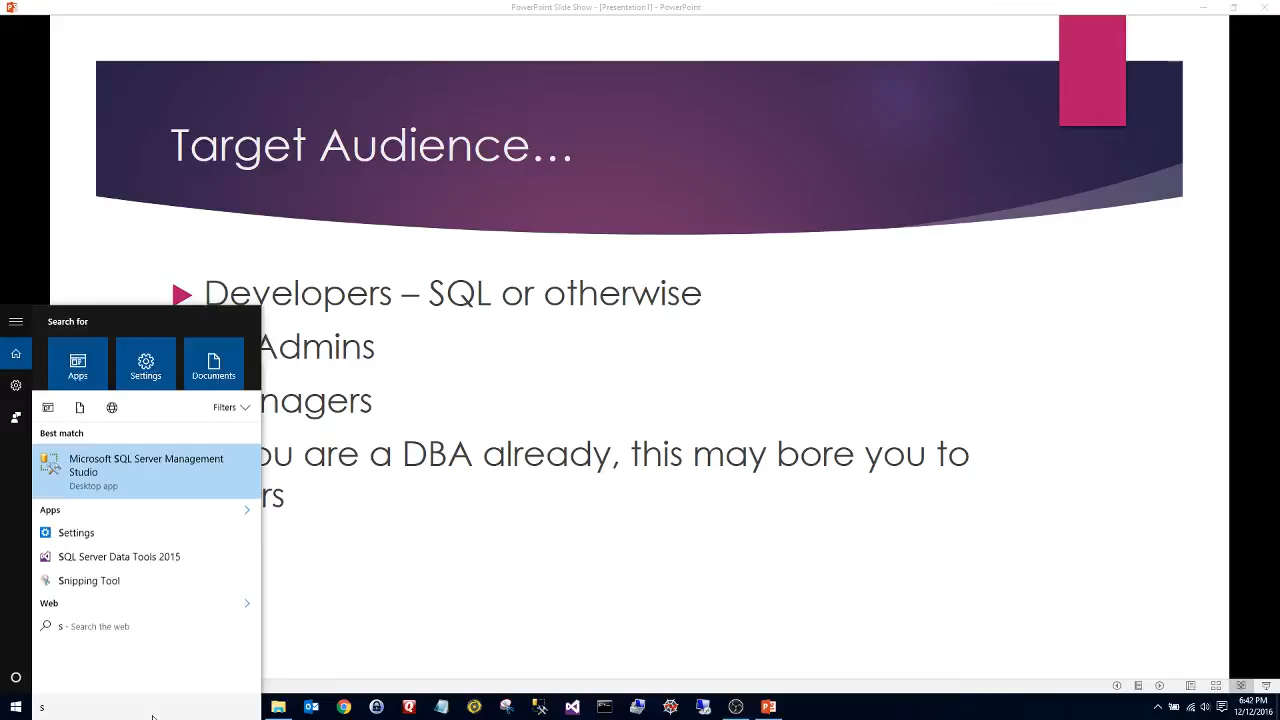 PowerPoint Slide Show - [Presentation1] - PowerPoint
Target Audience…
Developers – SQL or otherwise
Admins
nagers
ou are a DBA already, this may bore you to
rs
Search for
Apps
Settings
Documents
Filters
Best match
Microsoft SQL Server Management
Studio
Desktop app
Apps
Settings
SQL Server Data Tools 2015
Snipping Tool
Web
s - Search the web
s
6:42 PM
12/12/2016